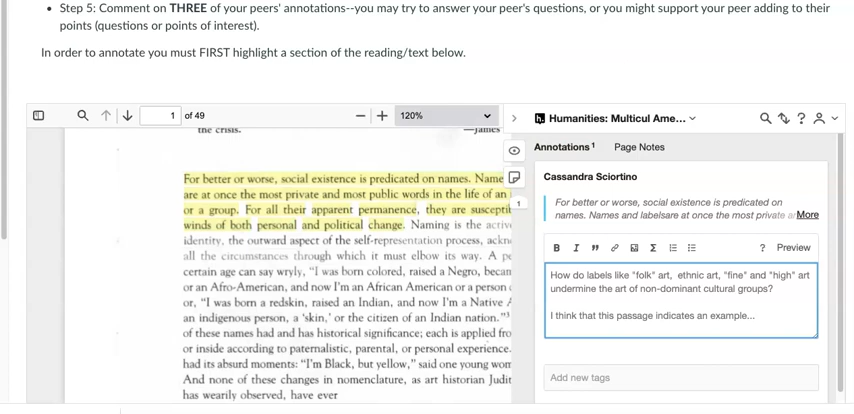 Step 5: Comment on THREE of your peers' annotations--you may try to answer your peer's questions, or you might support your peer adding to their
points (questions or points of interest).
In order to annotate you must FIRST highlight a section of the reading/text below.
1 of 49
120%
Humanities: Multicul Ame...
the crisis.
—James
Annotations 1
Page Notes
For better or worse, social existence is predicated on names. Name
are at once the most private and most public words in the life of an
or a group. For all their apparent permanence, they are suscepti
winds of both personal and political change. Naming is the active
identity, the outward aspect of the self-representation process, ackn
all the circumstances through which it must elbow its way. A pe
certain age can say wryly, "I was born colored, raised a Negro, becam
or an Afro-American, and now I'm an African American or a person
or, "I was born a redskin, raised an Indian, and now I'm a Native A
an indigenous person, a 'skin,' or the citizen of an Indian nation."3
of these names had and has historical significance; each is applied fro
or inside according to paternalistic, parental, or personal experience.
had its absurd moments: "I'm Black, but yellow," said one young wom
And none of these changes in nomenclature, as art historian Judit
has wearily observed, have ever
1
Cassandra Sciortino
For better or worse, social existence is predicated on
names. Names and labelsare at once the most private ar
More
B I
Σ
?
Preview
How do labels like "folk" art, ethnic art, "fine" and "high" art
undermine the art of non-dominant cultural groups?
I think that this passage indicates an example...
Add new tags